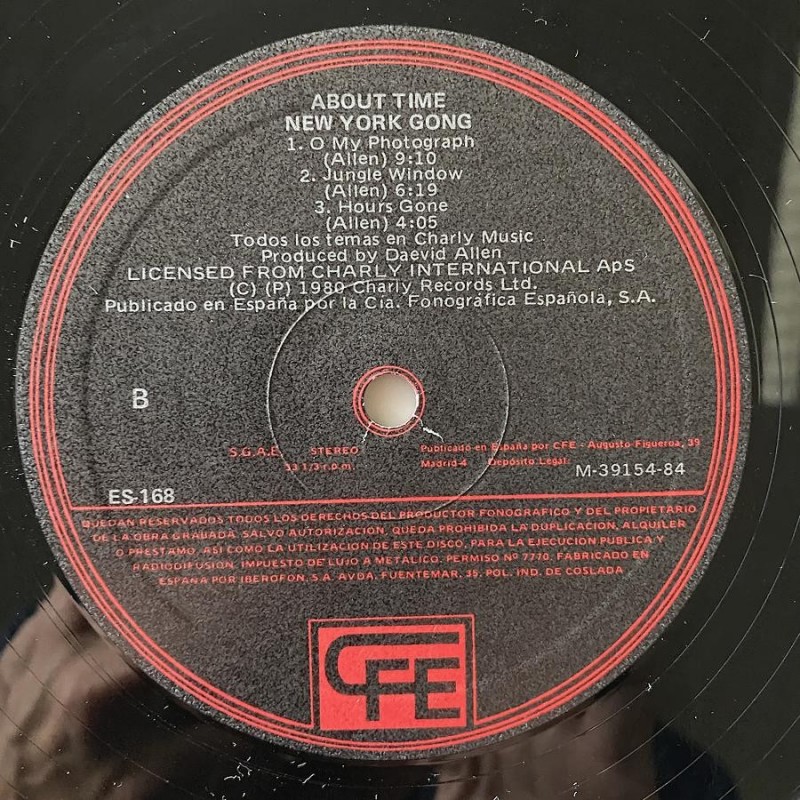 ABOUT TIME
NEW YORK GONG
1. O My Photograph
(Allen) 9:10
2. Jungle Window
(Allen) 6:19
3. Hours Gone
(Allen) 4:05
Todos los temas en Charly Music
Produced by Daevid Allen
LICENSED FROM CHARLY INTERNATIONAL ApS
(C) (P) 1980 Charly Records Ltd.
Publicado en España por la Cía. Fonográfica Española, S.A.
B
S.G.A.E. STEREO
33 1/3 r.p.m.
Publicado en España por CFE - Augusto Figueroa, 39
Madrid-4 Depósito Legal: M-39154-84
ES-168
QUEDAN RESERVADOS TODOS LOS DERECHOS DEL PRODUCTOR FONOGRAFICO Y DEL PROPIETARIO
DE LA OBRA GRABADA. SALVO AUTORIZACION, QUEDA PROHIBIDA LA DUPLICACION, ALQUILER
O PRESTAMO, ASI COMO LA UTILIZACION DE ESTE DISCO, PARA LA EJECUCION PUBLICA Y
RADIODIFUSION. IMPUESTO DE LUJO A METALICO. PERMISO Nº 7770. FABRICADO EN
ESPAÑA POR IBEROFON, S.A. AVDA. FUENTEMAR, 35. POL. IND. DE COSLADA
CFE